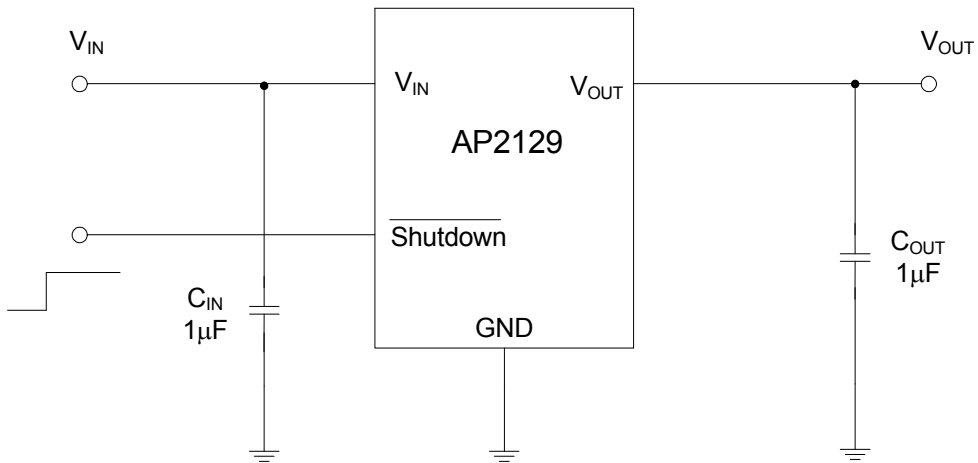 V_IN
V_OUT
V_IN
V_OUT
AP2129
Shutdown
C_OUT
1μF
C_IN
1μF
GND